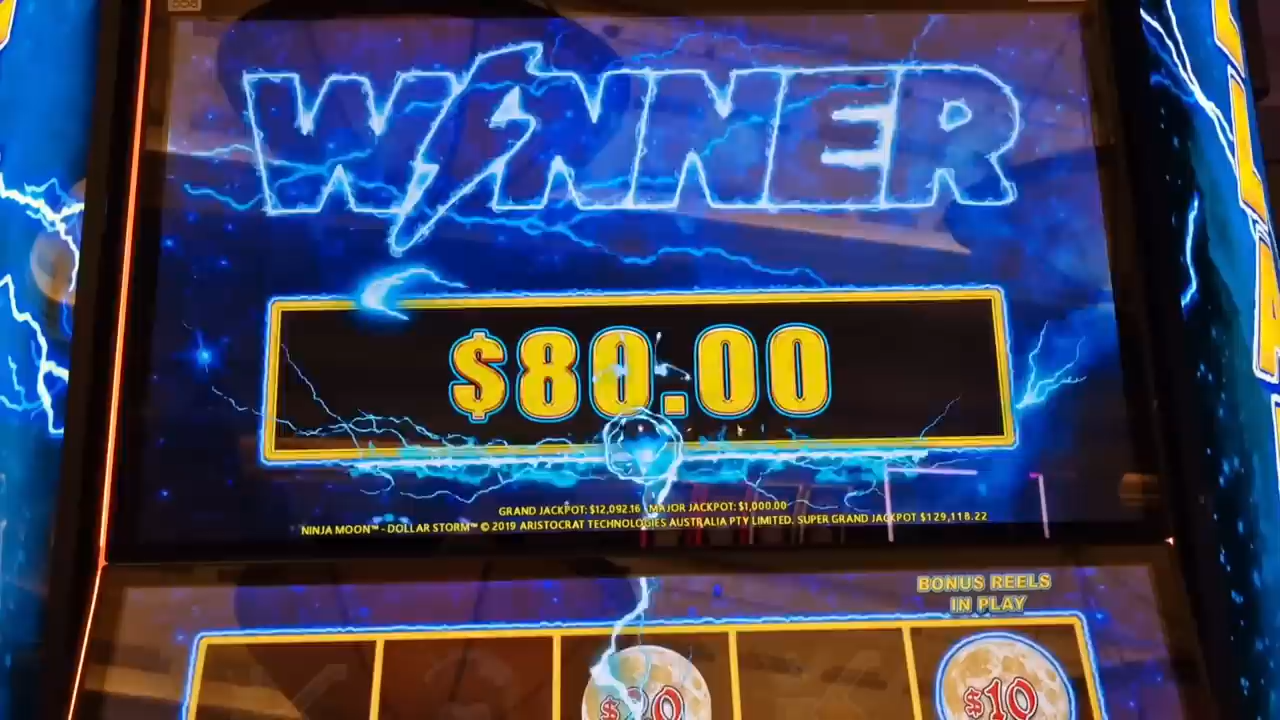 WINNER
$80.00
GRAND JACKPOT: $12,092.16 MAJOR JACKPOT: $1,000.00
NINJA MOON™ - DOLLAR STORM™ © 2019 ARISTOCRAT TECHNOLOGIES AUSTRALIA PTY LIMITED. SUPER GRAND JACKPOT $129,118.22
BONUS REELS
IN PLAY
$10